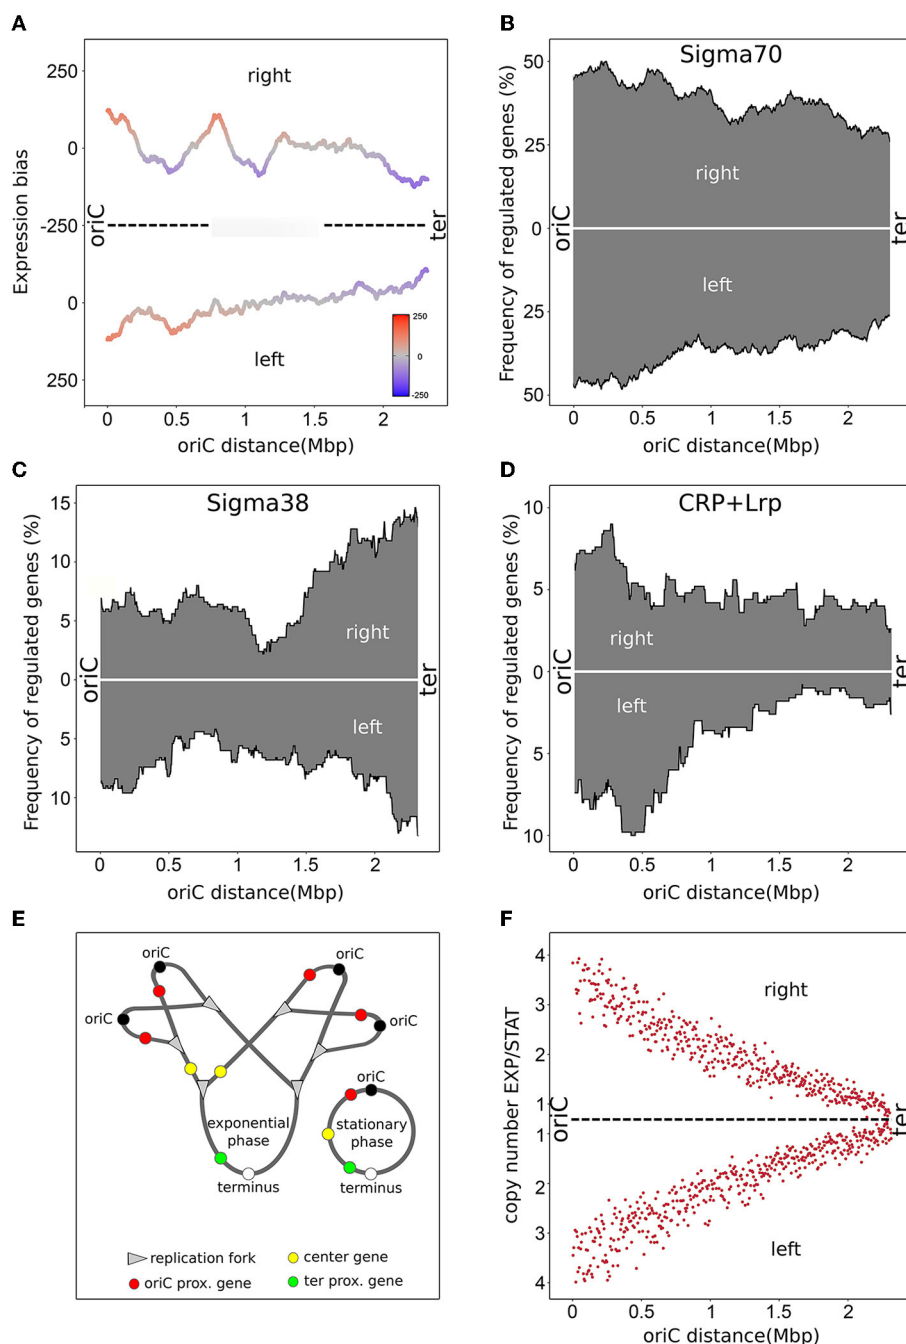 A
250
right
0
Expression bias
-250
oriC
ter
0
250
left
250
0
-250
0
0.5
1
1.5
2
oriC distance(Mbp)
B
Sigma70
50
25
0
25
50
Frequency of regulated genes (%)
right
left
oriC
ter
0
0.5
1
1.5
2
oriC distance(Mbp)
C
Sigma38
15
10
5
0
5
10
Frequency of regulated genes (%)
right
left
oriC
ter
0
0.5
1
1.5
2
oriC distance(Mbp)
D
CRP+Lrp
10
5
0
5
10
Frequency of regulated genes (%)
right
left
oriC
ter
0
0.5
1
1.5
2
oriC distance(Mbp)
E
oriC
oriC
oriC
oriC
oriC
exponential
phase
stationary
phase
terminus
terminus
replication fork
center gene
oriC prox. gene
ter prox. gene
F
4
3
2
1
1
2
3
4
copy number EXP/STAT
right
left
oriC
ter
0
0.5
1
1.5
2
oriC distance(Mbp)